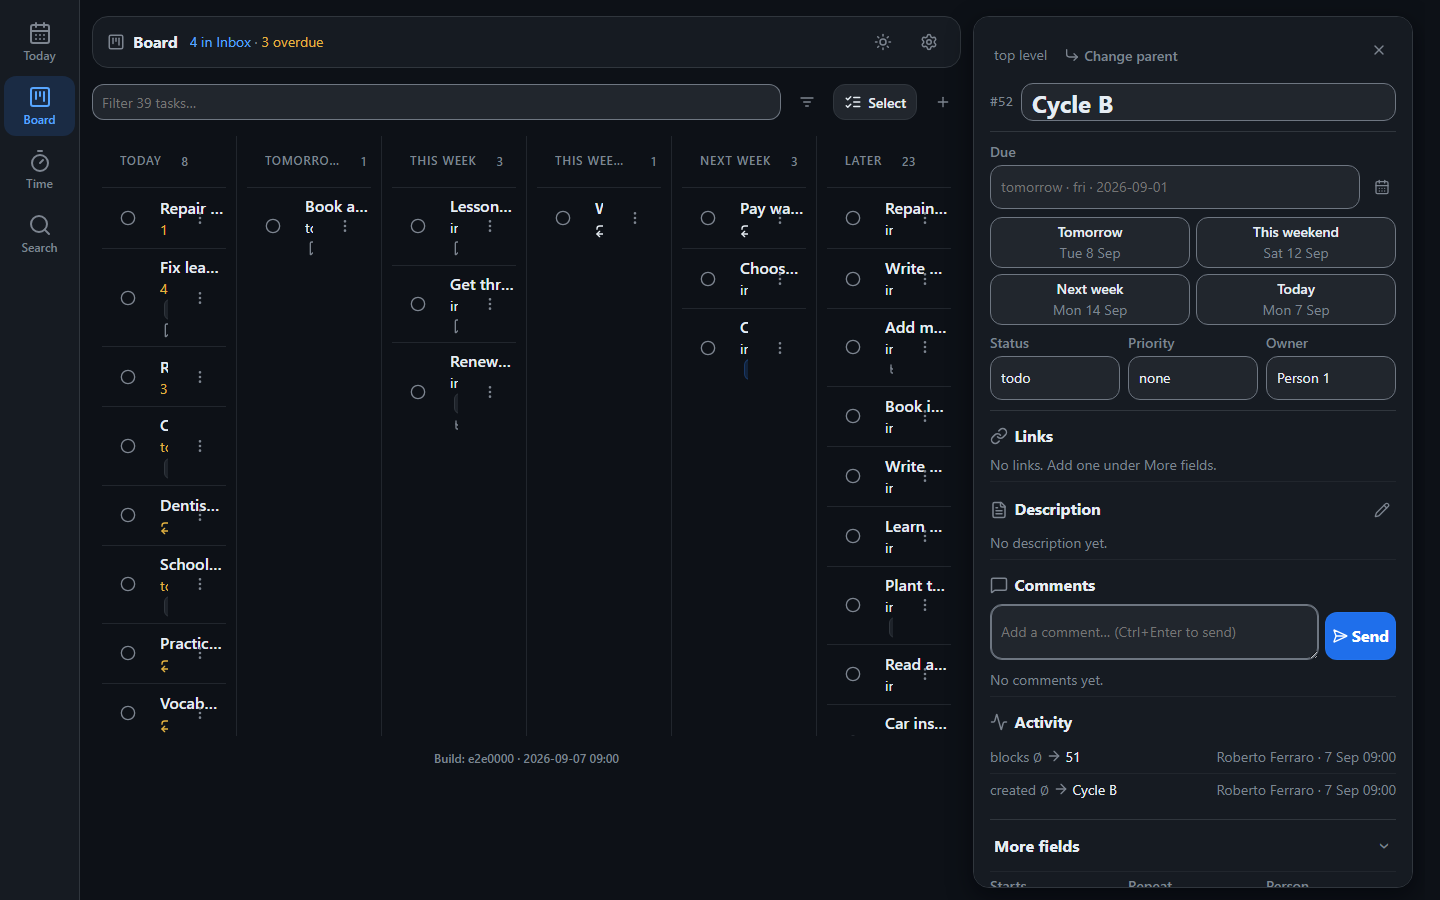 Today
Board
Time
Search
Board 4 in Inbox · 3 overdue
Filter 39 tasks...
Select
TODAY 8
Repair ...
1
Fix lea...
4
R
3
C
Dentis...
School...
Practic...
Vocab...
TOMORRO... 1
Book a...
THIS WEEK 3
Lesson...
Get thr...
Renew...
THIS WEE... 1
NEXT WEEK 3
Pay wa...
Choos...
C
LATER 23
Repain...
Write ...
Add m...
Book i...
Write ...
Learn ...
Plant t...
Read a...
Car ins...
Build: e2e0000 · 2026-09-07 09:00
top level Change parent
#52 Cycle B
Due
tomorrow · fri · 2026-09-01
Tomorrow
Tue 8 Sep
This weekend
Sat 12 Sep
Next week
Mon 14 Sep
Today
Mon 7 Sep
Status Priority Owner
todo none Person 1
Links
No links. Add one under More fields.
Description
No description yet.
Comments
Add a comment... (Ctrl+Enter to send)
Send
No comments yet.
Activity
blocks ∅ → 51 Roberto Ferraro · 7 Sep 09:00
created ∅ → Cycle B Roberto Ferraro · 7 Sep 09:00
More fields
Starts Repeat Person